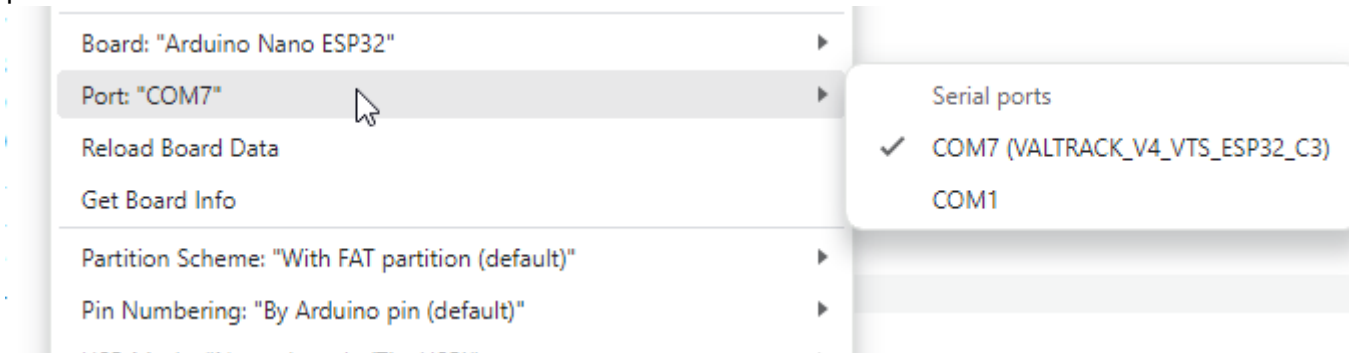 Board: "Arduino Nano ESP32"
Port: "COM7"
Serial ports
Reload Board Data
COM7 (VALTRACK_V4_VTS_ESP32_C3)
Get Board Info
COM1
Partition Scheme: "With FAT partition (default)"
Pin Numbering: "By Arduino pin (default)"